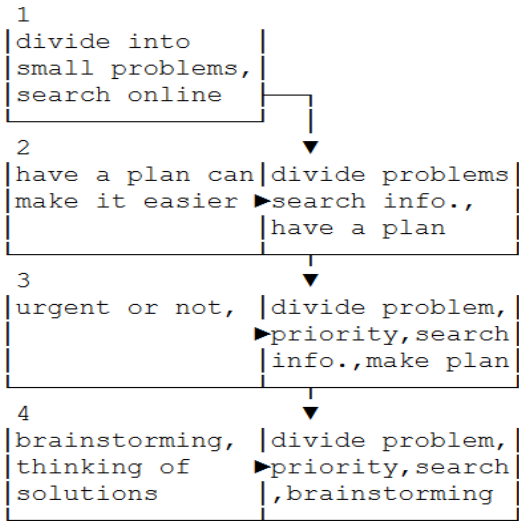 1
divide into
small problems,
search online
2
have a plan can divide problems
make it easier search info.,
have a plan
3
urgent or not, divide problem,
priority,search
info.,make plan
4
brainstorming, divide problem,
thinking of priority,search
solutions ,brainstorming